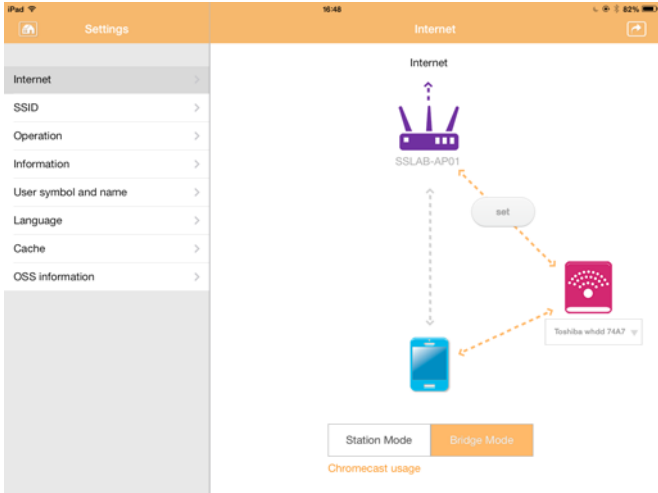 iPad 16:48 82%
Settings
Internet
Internet
SSID
Operation
Information
User symbol and name
Language
Cache
OSS information
Internet
SSLAB-AP01
set
Toshiba whdd 74A7
Station Mode Bridge Mode
Chromecast usage